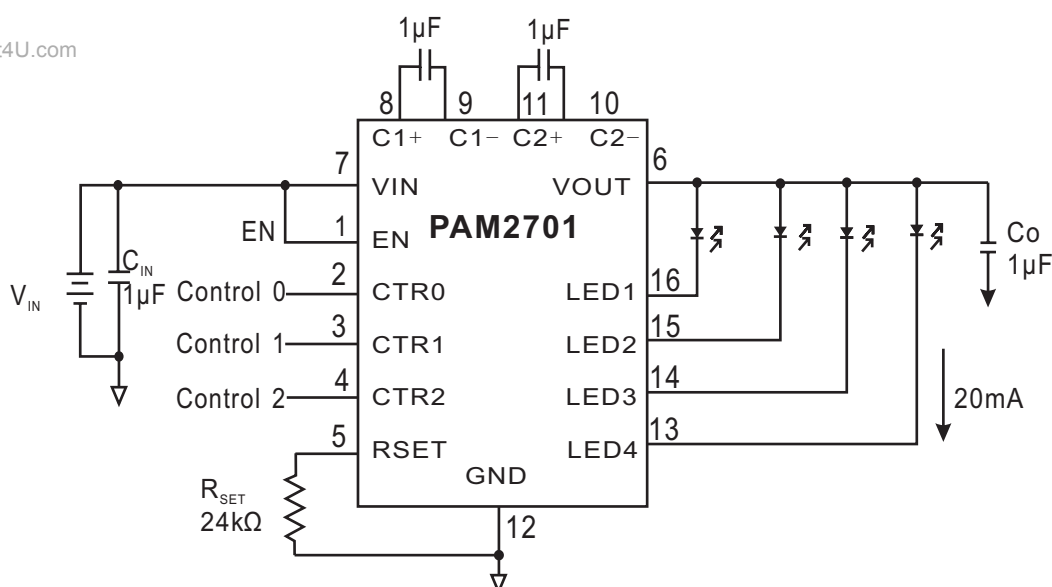 t4U.com
1µF
1µF
8
9
11
10
C1+
C1−
C2+
C2−
7
VIN
VOUT
6
PAM2701
EN
1
EN
C_IN
1µF
V_IN
Control 0
2
CTR0
LED1
16
Control 1
3
CTR1
LED2
15
Control 2
4
CTR2
LED3
14
5
RSET
LED4
13
GND
12
R_SET
24kΩ
Co
1µF
20mA